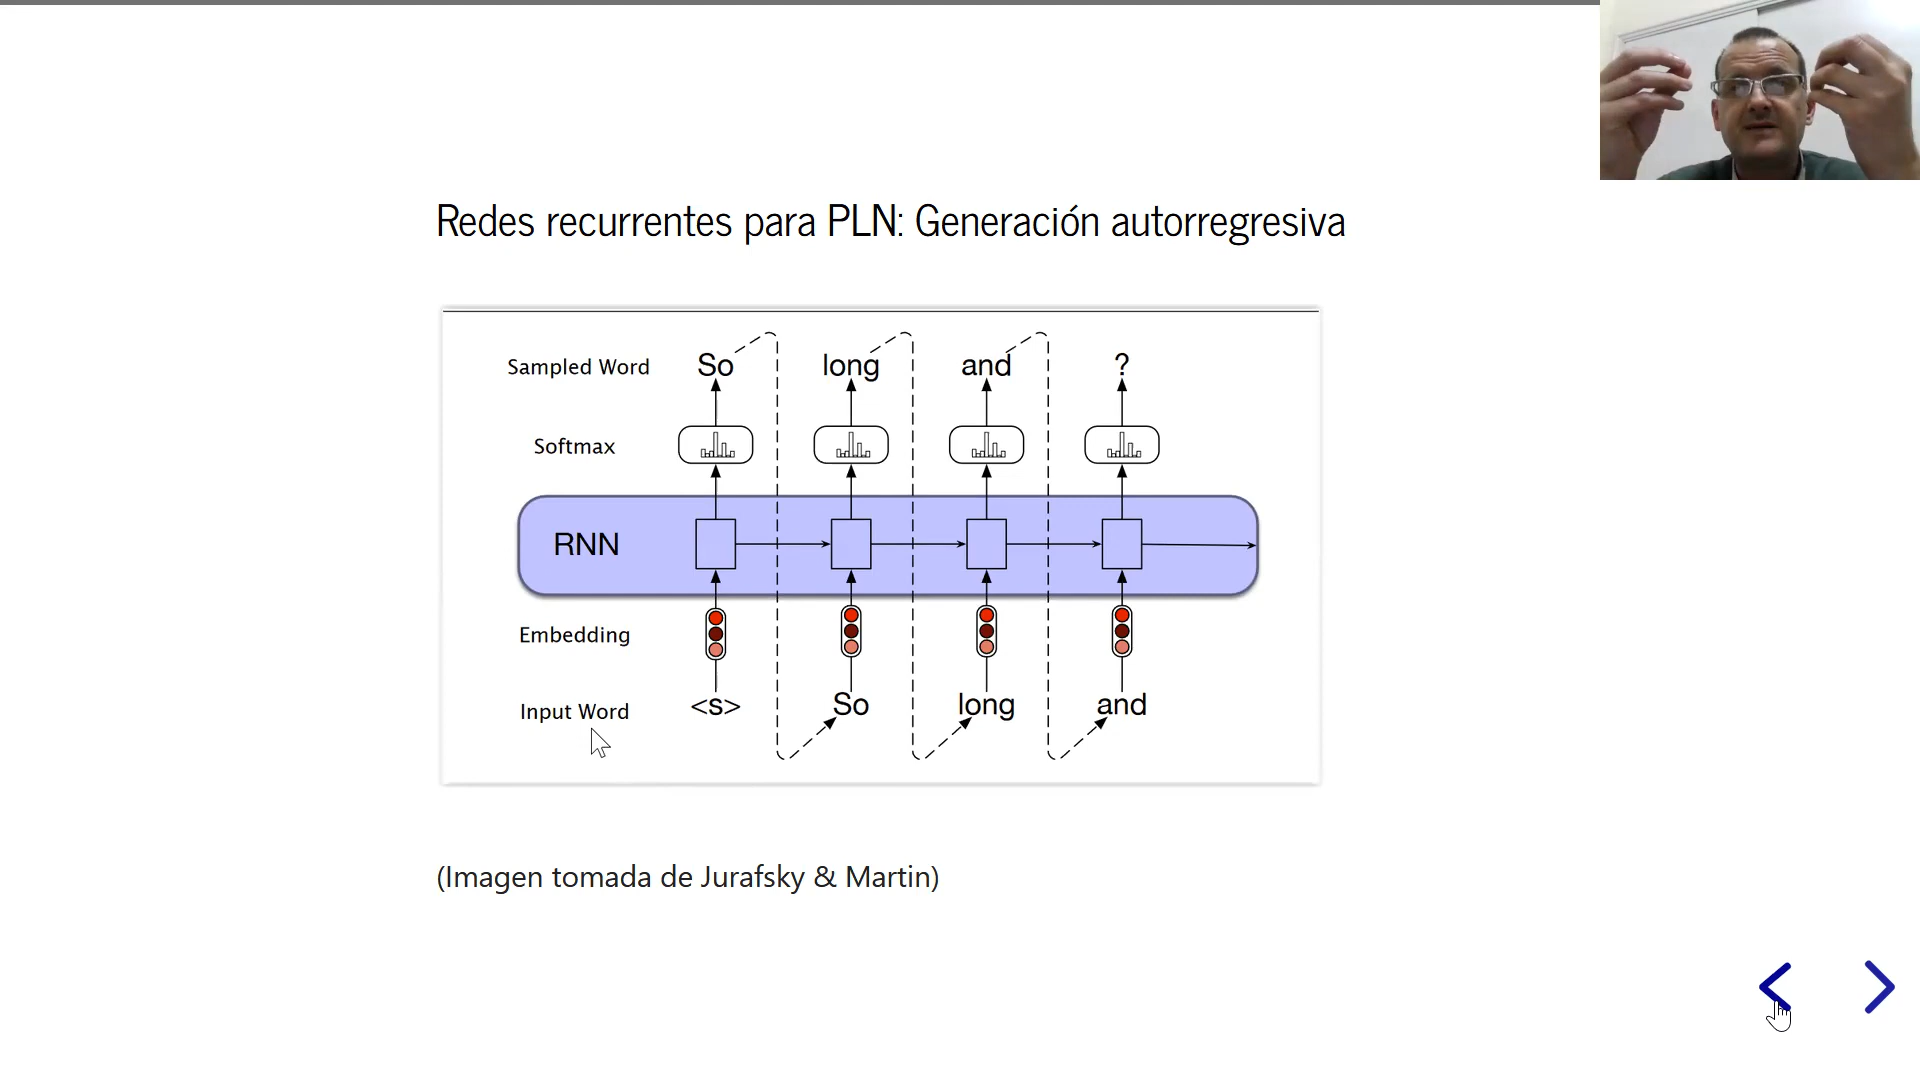 Redes recurrentes para PLN: Generación autorregresiva
Sampled Word So long and ?
Softmax
RNN
Embedding
Input Word <s> So long and
(Imagen tomada de Jurafsky & Martin)